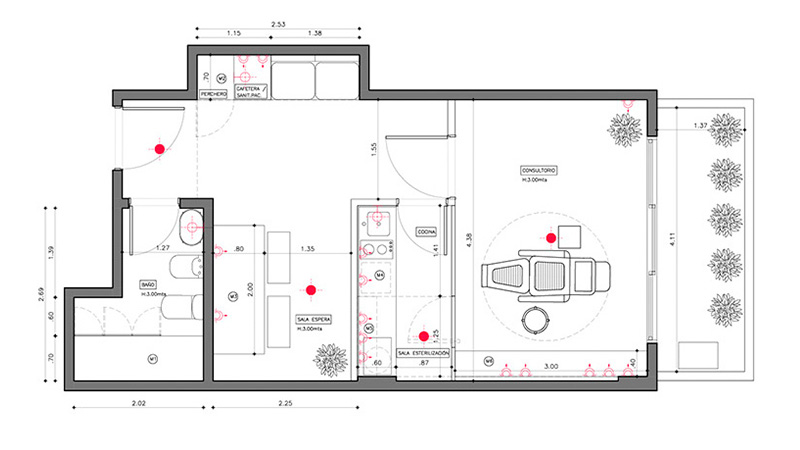 2.53
1.15
1.38
.70
M2
PERCHERO
CAFETERA /
SANIT.PAC.
1.37
1.55
CONSULTORIO
H.3.00mts
1.39
2.69
.60
.70
1.27
.80
1.35
COCINA
1.41
4.38
4.11
BAÑO
H.3.00mts
M3
2.00
M4
SALA ESPERA
H.3.00mts
M5
1.25
SALA ESTERILIZACIÓN
M1
.60
.87
M6
3.00
.40
2.02
2.25